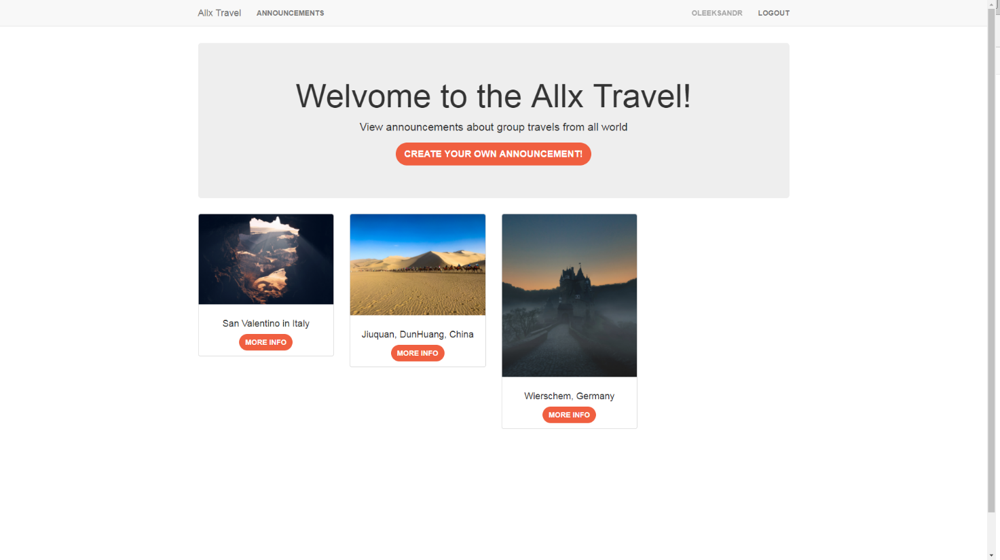 Allx Travel ANNOUNCEMENTS OLEEKSANDR LOGOUT
Welvome to the Allx Travel!
View announcements about group travels from all world
CREATE YOUR OWN ANNOUNCEMENT!
San Valentino in Italy
MORE INFO
Jiuquan, DunHuang, China
MORE INFO
Wierschem, Germany
MORE INFO